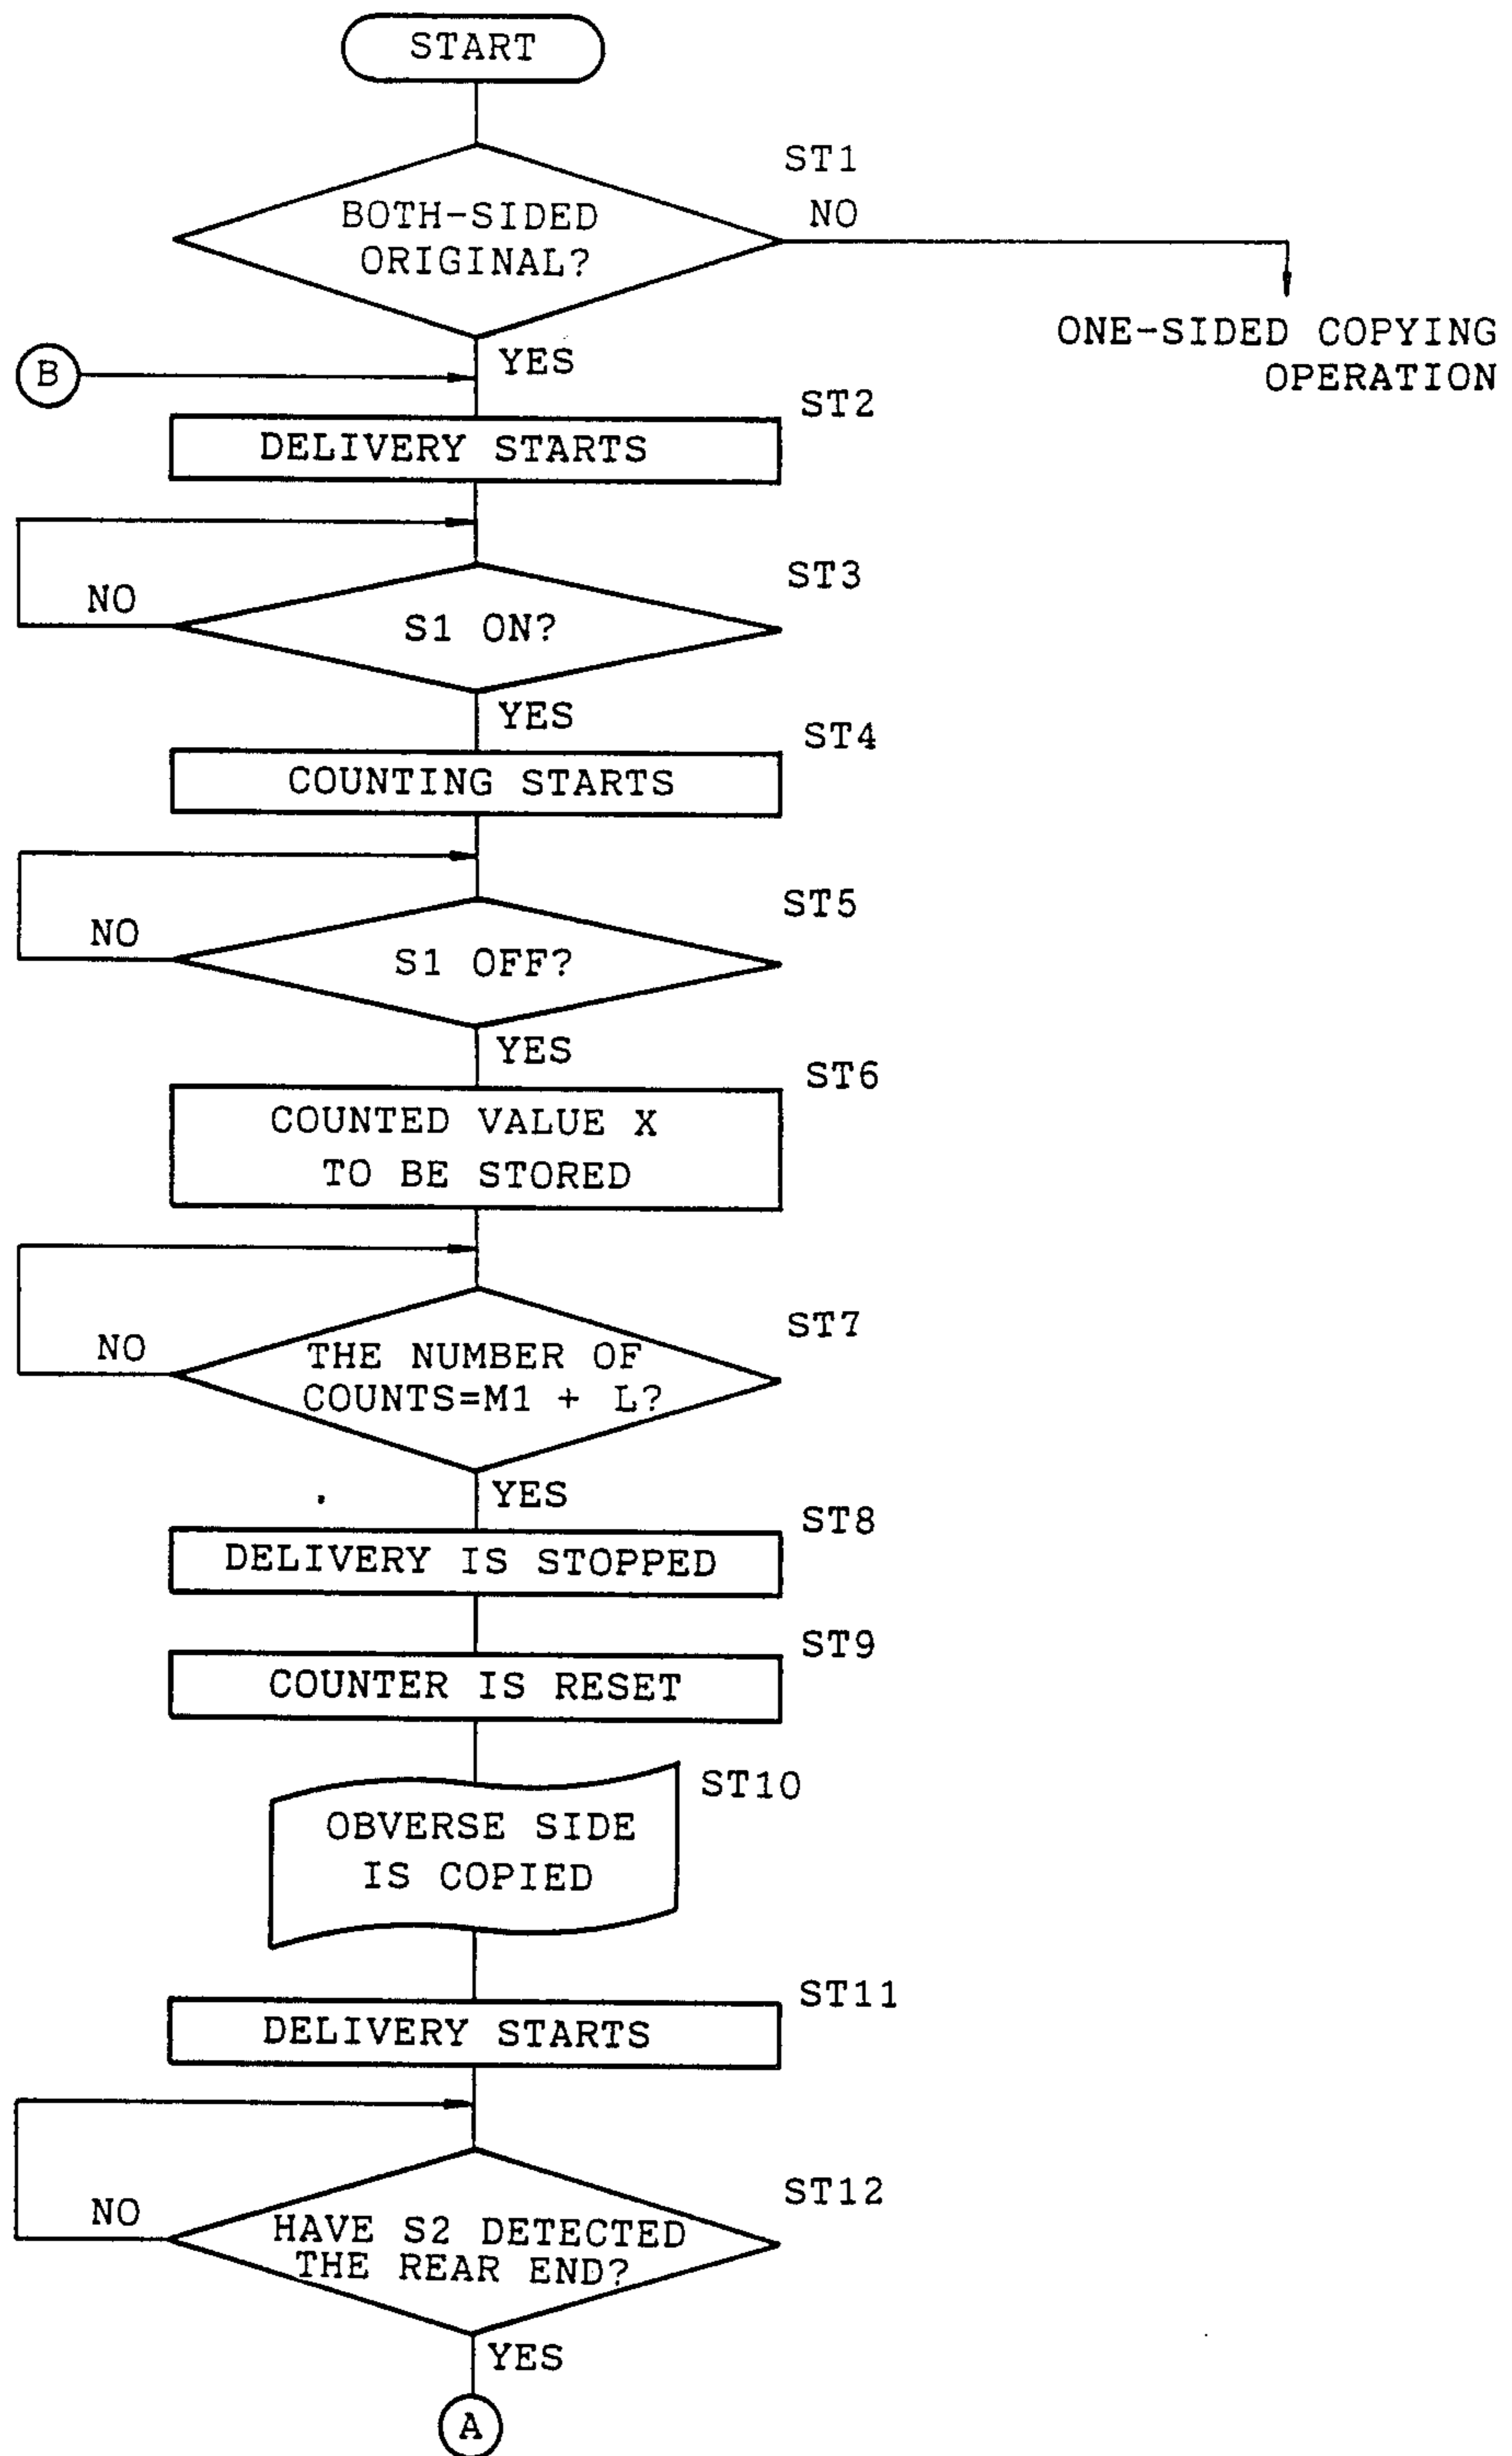 START
ST1
BOTH-SIDED
ORIGINAL?
NO
ONE-SIDED COPYING
OPERATION
YES
B
ST2
DELIVERY STARTS
ST3
NO
S1 ON?
YES
ST4
COUNTING STARTS
ST5
NO
S1 OFF?
YES
ST6
COUNTED VALUE X
TO BE STORED
ST7
NO
THE NUMBER OF
COUNTS=M1 + L?
YES
ST8
DELIVERY IS STOPPED
ST9
COUNTER IS RESET
ST10
OBVERSE SIDE
IS COPIED
ST11
DELIVERY STARTS
ST12
NO
HAVE S2 DETECTED
THE REAR END?
YES
A